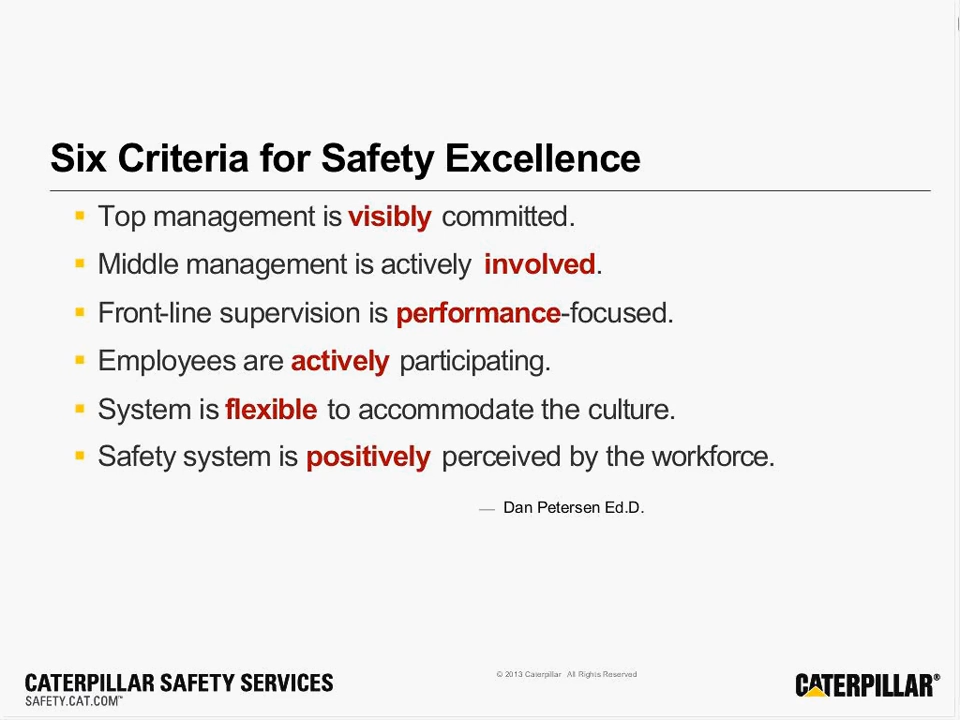 Six Criteria for Safety Excellence
▪ Top management is visibly committed.
▪ Middle management is actively involved.
▪ Front-line supervision is performance-focused.
▪ Employees are actively participating.
▪ System is flexible to accommodate the culture.
▪ Safety system is positively perceived by the workforce.
— Dan Petersen Ed.D.
© 2013 Caterpillar All Rights Reserved
CATERPILLAR SAFETY SERVICES
SAFETY.CAT.COM™
CATERPILLAR®